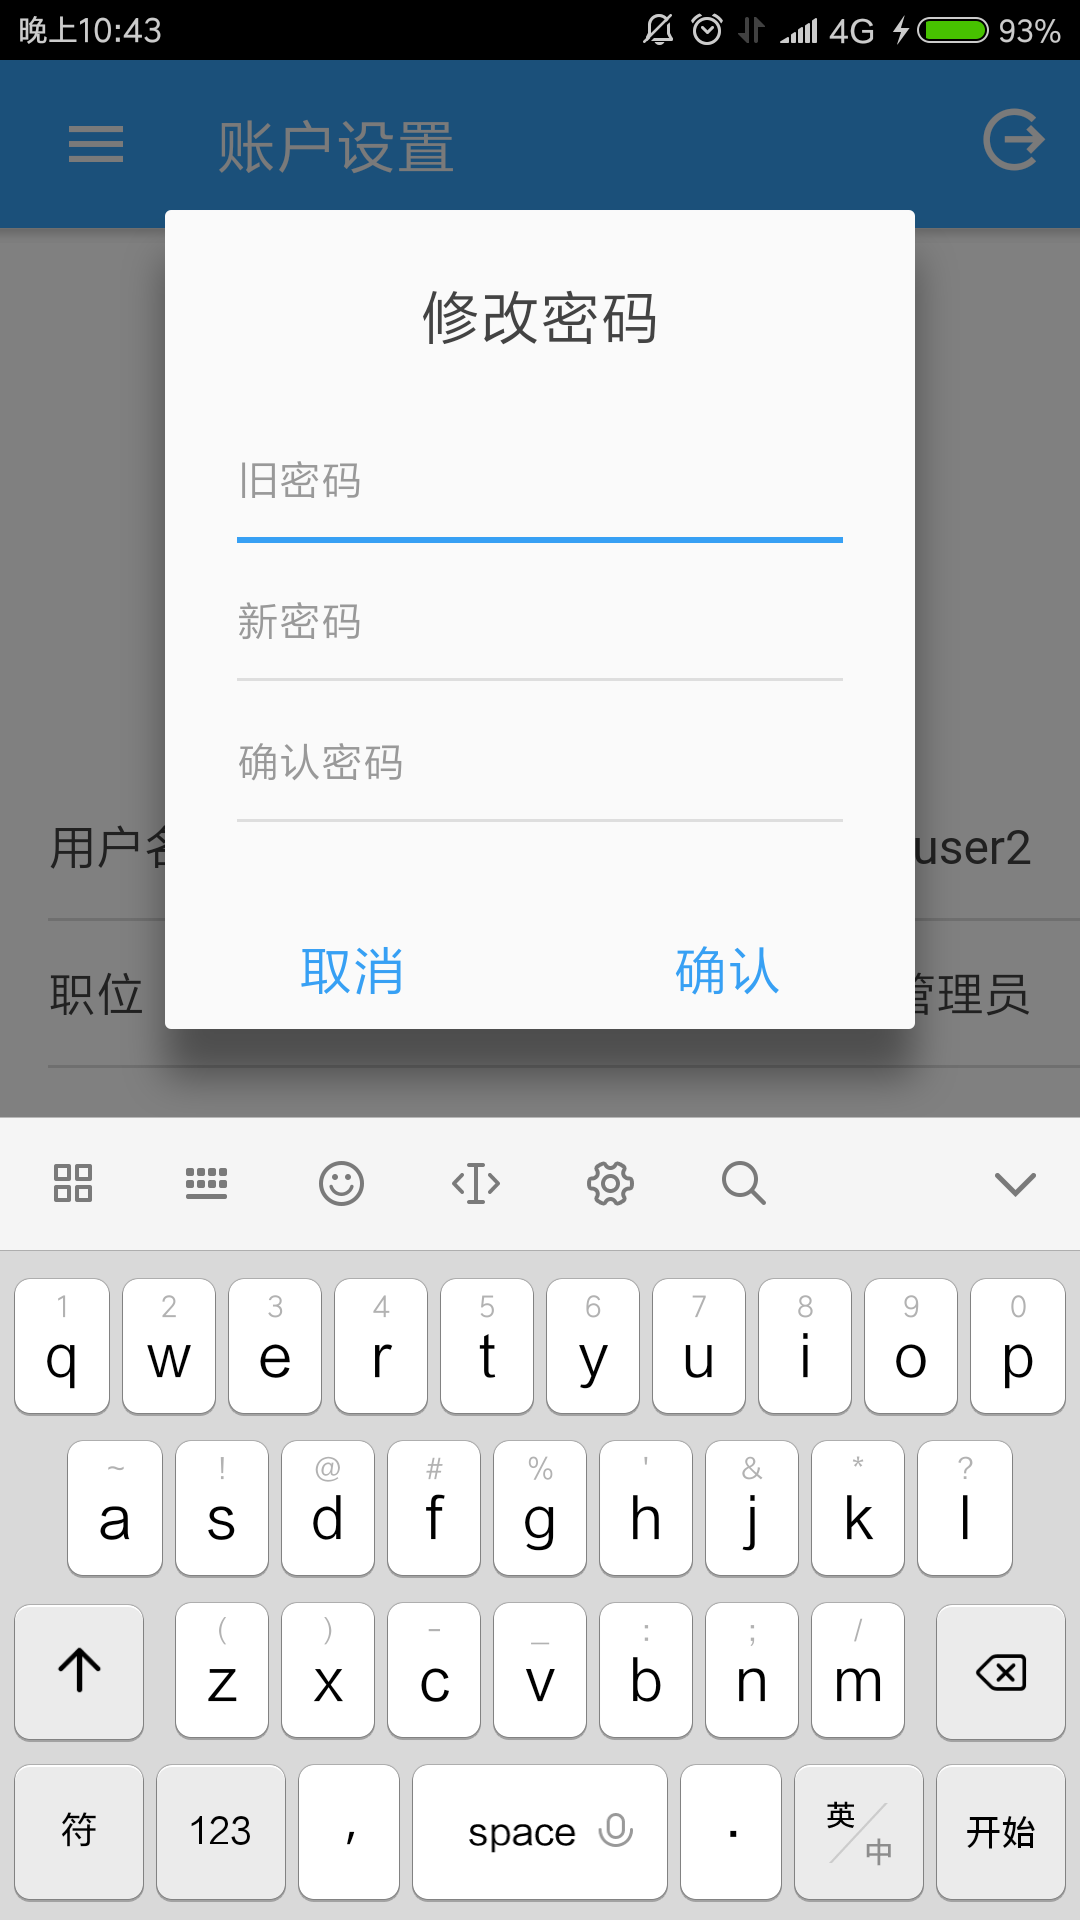 晚上10:43 4G 93%
账户设置
修改密码
旧密码
新密码
确认密码
用户名 user2
取消 确认
职位 管理员
1 2 3 4 5 6 7 8 9 0
q w e r t y u i o p
~ ! @ # % ' & * ?
a s d f g h j k l
( ) - _ : ; /
z x c v b n m
符 123 , space . 英/中 开始